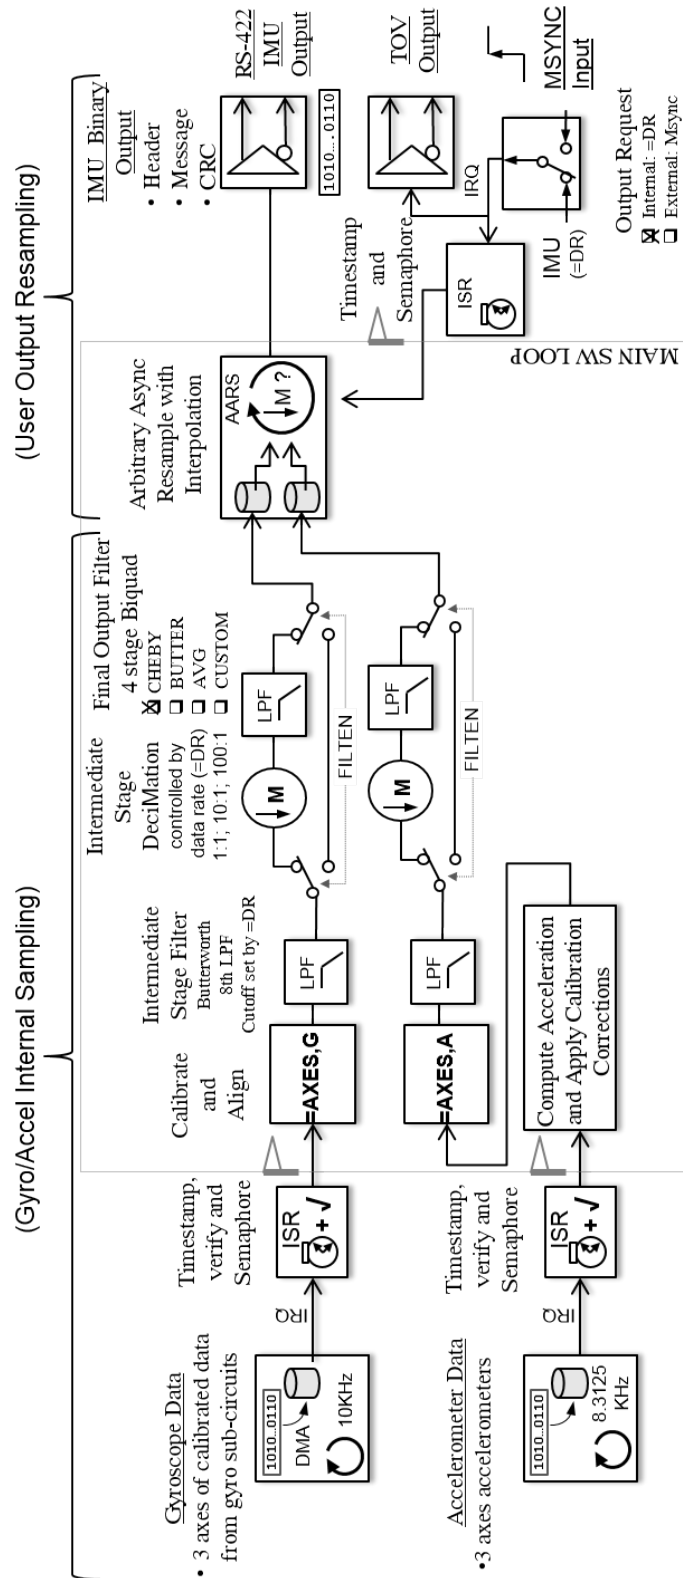 (Gyro/Accel Internal Sampling)
(User Output Resampling)
Gyroscope Data
• 3 axes of calibrated data
from gyro sub-circuits
1010...0110
DMA
10KHz
IRQ
Timestamp,
verify and
Semaphore
ISR
+ √
Calibrate
and
Align
=AXES,G
Intermediate
Stage Filter
Butterworth
8th LPF
Cutoff set by =DR
LPF
Intermediate
Stage
DeciMation
controlled by
data rate (=DR)
1:1; 10:1; 100:1
M
FILTEN
Final Output Filter
4 stage Biquad
☒ CHEBY
☐ BUTTER
☐ AVG
☐ CUSTOM
LPF
Arbitrary Async
Resample with
Interpolation
AARS
M ?
IMU Binary
Output
• Header
• Message
• CRC
RS-422
IMU
Output
1010... . 0110
Accelerometer Data
•3 axes accelerometers
1010...0110
8.3125
KHz
IRQ
Timestamp,
verify and
Semaphore
ISR
+ √
Compute Acceleration
and Apply Calibration
Corrections
=AXES,A
LPF
M
LPF
FILTEN
Timestamp
and
Semaphore
ISR
IRQ
TOV
Output
MSYNC
Input
IMU
(=DR)
Output Request
☒ Internal: =DR
☐ External: Msync
MAIN SW LOOP